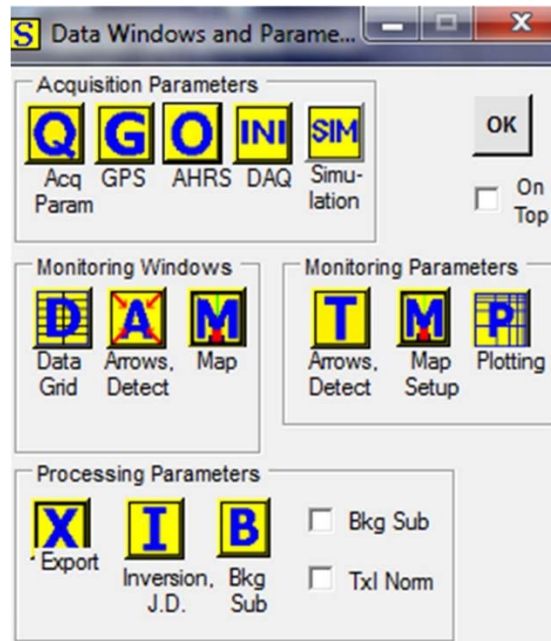 S Data Windows and Parame...
Acquisition Parameters
Q G O INI SIM
Acq Param
GPS
AHRS
DAQ
Simu-
lation
OK
On
Top
Monitoring Windows
D A M
Data
Grid
Arrows,
Detect
Map
Monitoring Parameters
T M P
Arrows,
Detect
Map
Setup
Plotting
Processing Parameters
X I B
Export
Inversion,
J.D.
Bkg
Sub
Bkg Sub
TxI Norm